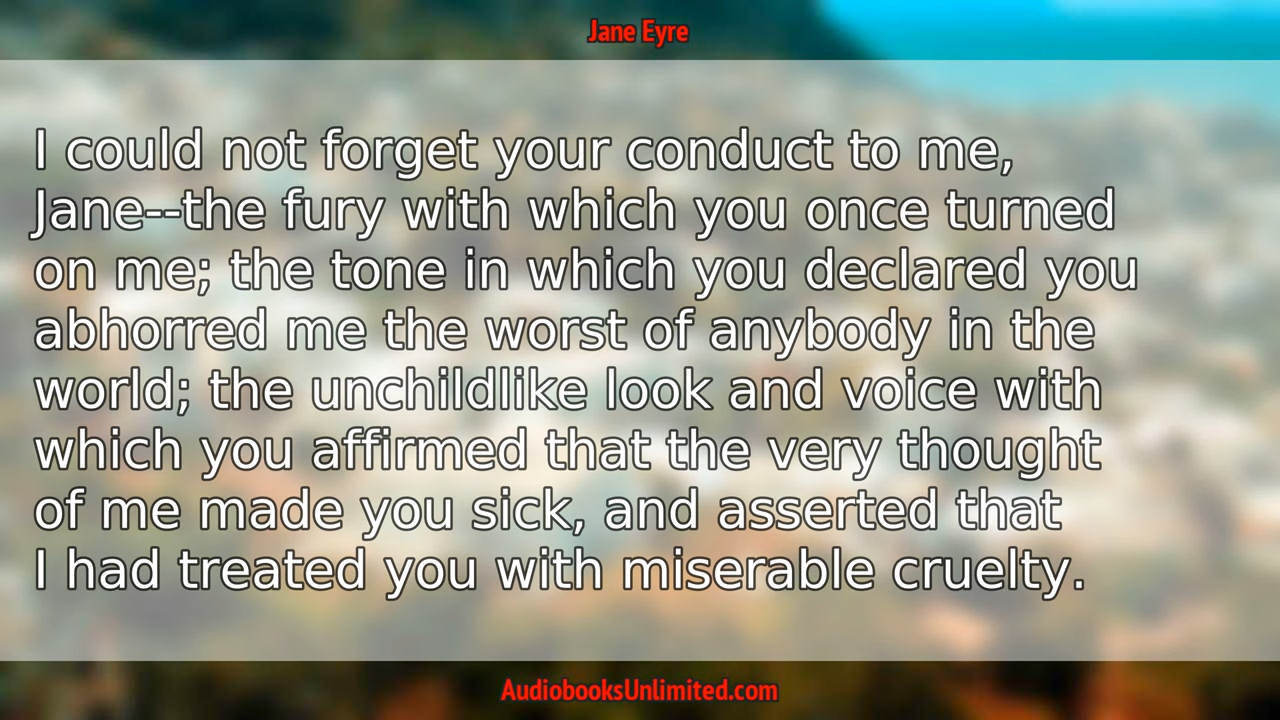 Jane Eyre
I could not forget your conduct to me,
Jane--the fury with which you once turned
on me; the tone in which you declared you
abhorred me the worst of anybody in the
world; the unchildlike look and voice with
which you affirmed that the very thought
of me made you sick, and asserted that
I had treated you with miserable cruelty.
AudiobooksUnlimited.com